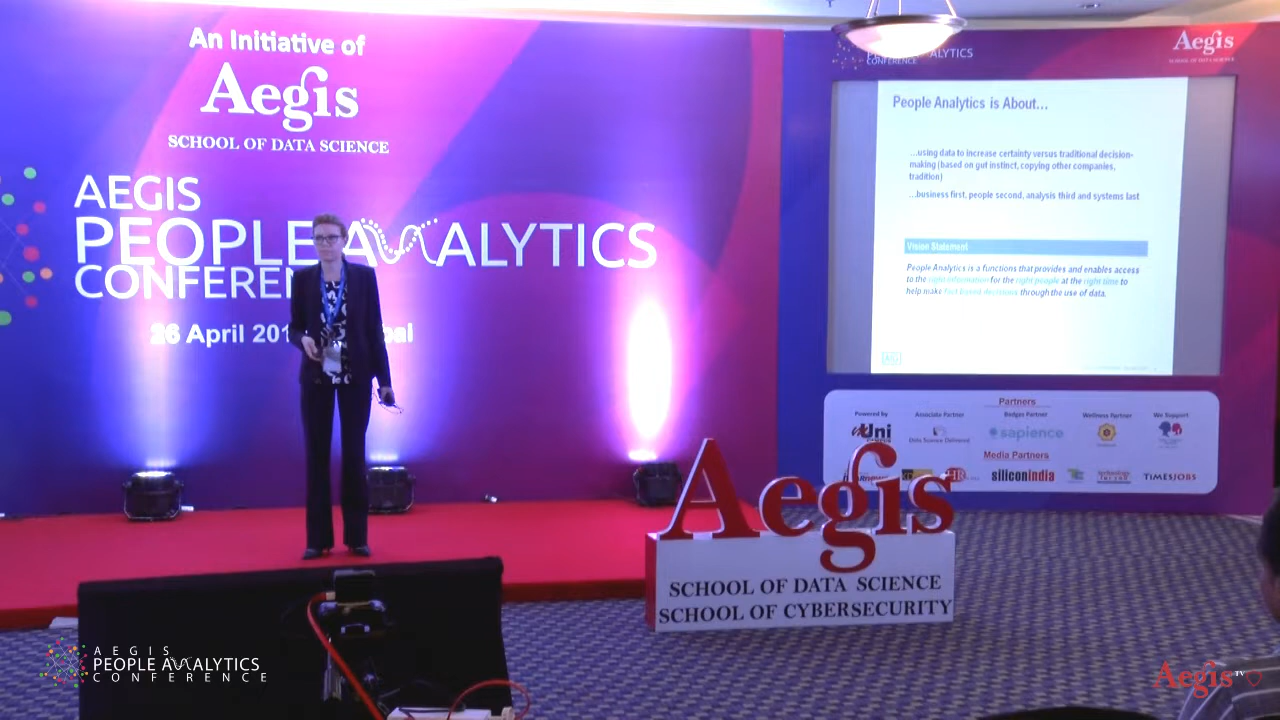 An Initiative of
Aegis
SCHOOL OF DATA SCIENCE
AEGIS
PEOPLE ANALYTICS
CONFEREN
26 April 201
CONFERENCE
Aegis
People Analytics is About...
...using data to increase certainty versus traditional decision-
making (based on gut instinct, copying other companies,
tradition)
...business first, people second, analysis third and systems last
Vision Statement
People Analytics is a functions that provides and enables access
to the right information for the right people at the right time to
help make fact based decisions through the use of data.
Partners
Powered by
Associate Partner
Badges Partner
Wellness Partner
We Support
Uni
Data Science Delivered
sapience
Media Partners
HR
siliconindia
TIMESJOBS
Aegis
SCHOOL OF DATA SCIENCE
SCHOOL OF CYBERSECURITY
AEGIS
PEOPLE ANALYTICS
CONFERENCE
Aegis TV